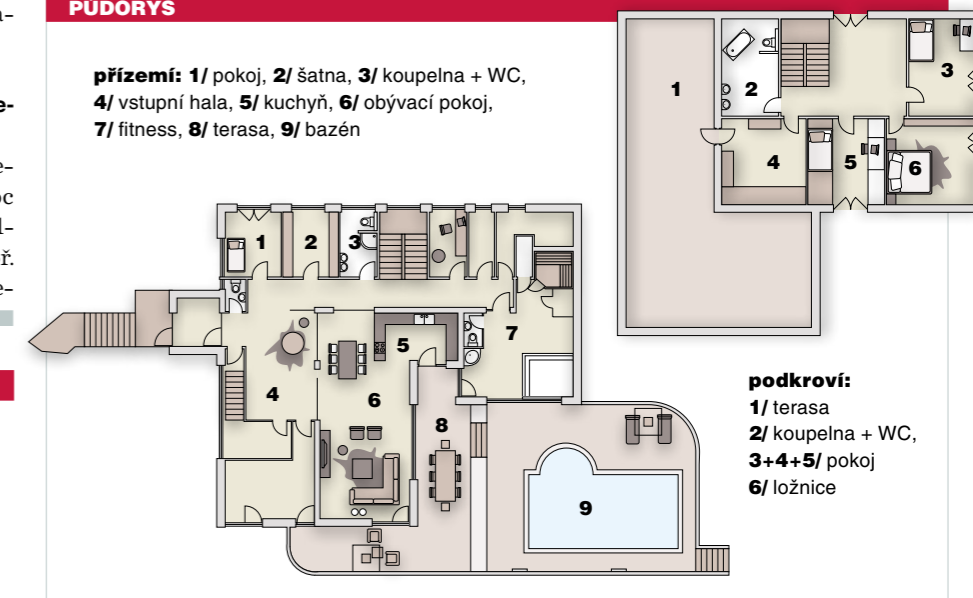 PŮDORYS
přízemí: 1/ pokoj, 2/ šatna, 3/ koupelna + WC,
4/ vstupní hala, 5/ kuchyň, 6/ obývací pokoj,
7/ fitness, 8/ terasa, 9/ bazén
1
2
3
4
5
6
7
8
9
1
2
3
4
5
6
podkroví:
1/ terasa
2/ koupelna + WC,
3+4+5/ pokoj
6/ ložnice